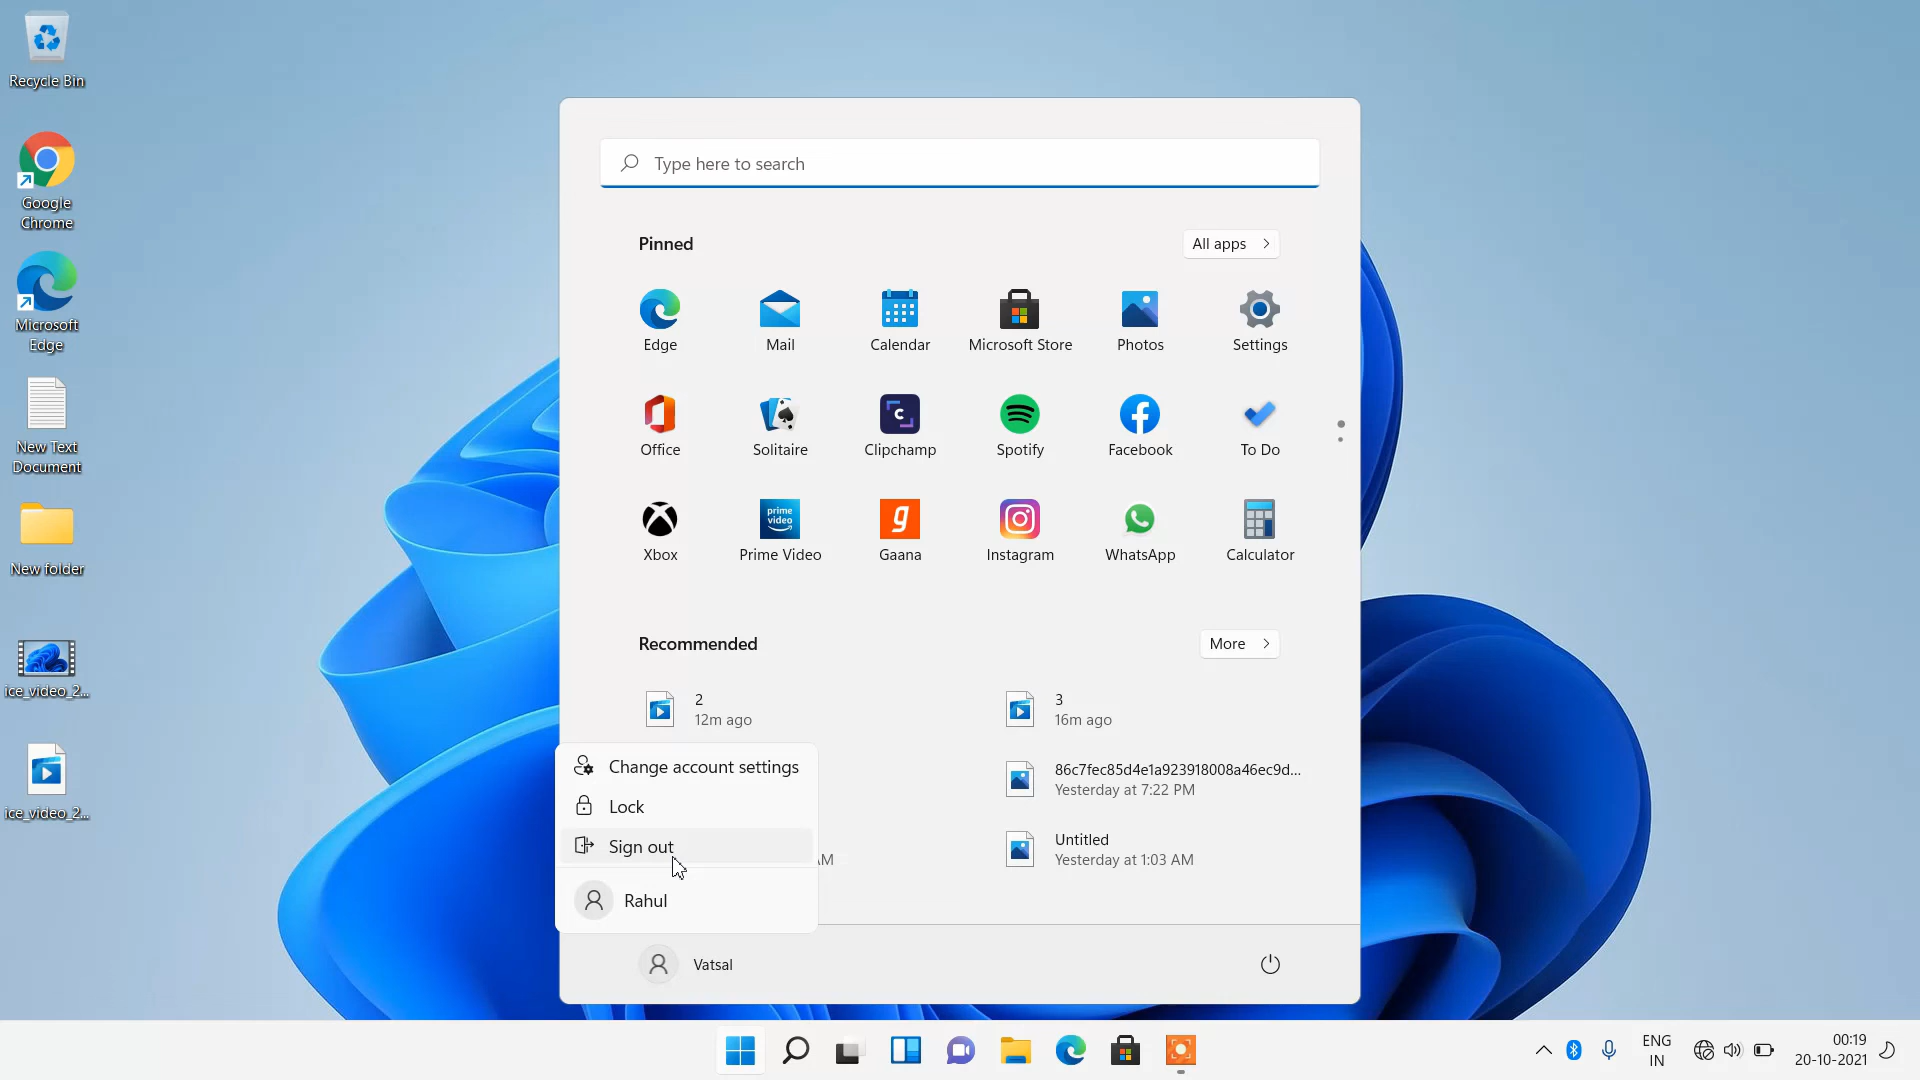 Recycle Bin
Google
Chrome
Microsoft
Edge
New Text
Document
New folder
ice_video_2...
ice_video_2...
Type here to search
Pinned
All apps
Edge
Mail
Calendar
Microsoft Store
Photos
Settings
Office
Solitaire
Clipchamp
Spotify
Facebook
To Do
Xbox
prime
video
Prime Video
Gaana
Instagram
WhatsApp
Calculator
Recommended
More
2
12m ago
3
16m ago
86c7fec85d4e1a923918008a46ec9d...
Yesterday at 7:22 PM
Untitled
Yesterday at 1:03 AM
AM
Change account settings
Lock
Sign out
Rahul
Vatsal
ENG
IN
00:19
20-10-2021